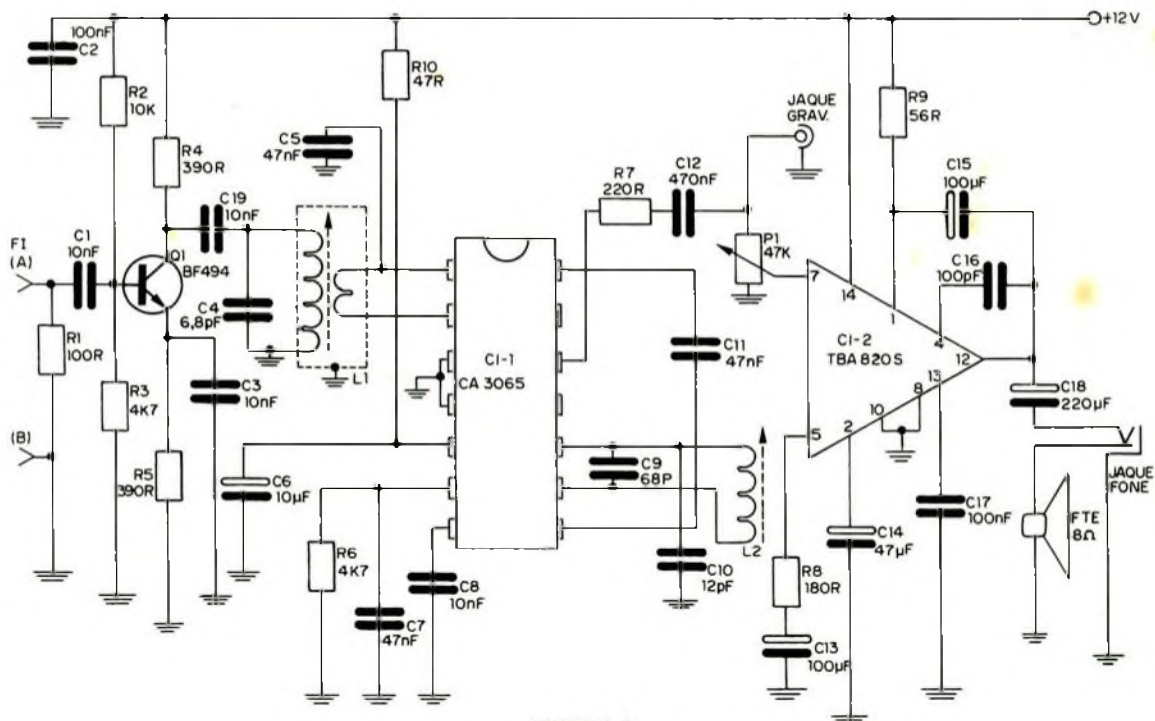 100nF
C2
+12V
R2
10K
R10
47R
R4
390R
C5
47nF
JAQUE
GRAV.
R9
56R
C15
100µF
C19
10nF
R7
220R
C12
470nF
P1
47K
C16
100pF
FI
(A)
C1
10nF
Q1
BF494
C4
6,8pF
L1
R1
100R
R3
4K7
C3
10nF
CI-1
CA 3065
C11
47nF
7
14
1
4
12
13
8
10
2
5
CI-2
TBA 820 S
C18
220µF
(B)
R5
390R
C6
10µF
C9
68P
L2
JAQUE
FONE
FTE
8Ω
R6
4K7
C7
47nF
C8
10nF
C10
12pF
R8
180R
C13
100µF
C14
47µF
C17
100nF